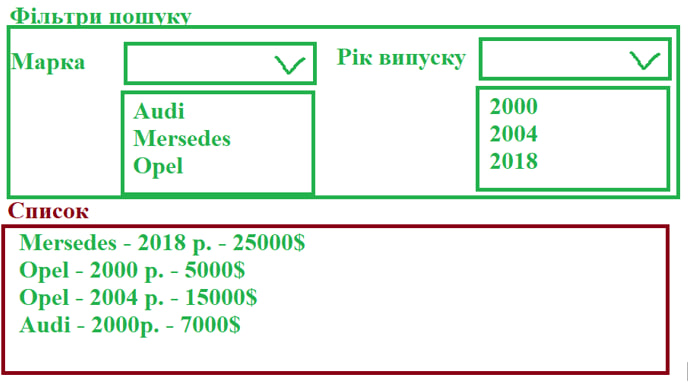 Фільтри пошуку
Марка
Рік випуску
Audi
Mersedes
Opel
2000
2004
2018
Список
Mersedes - 2018 р. - 25000$
Opel - 2000 р. - 5000$
Opel - 2004 р. - 15000$
Audi - 2000р. - 7000$